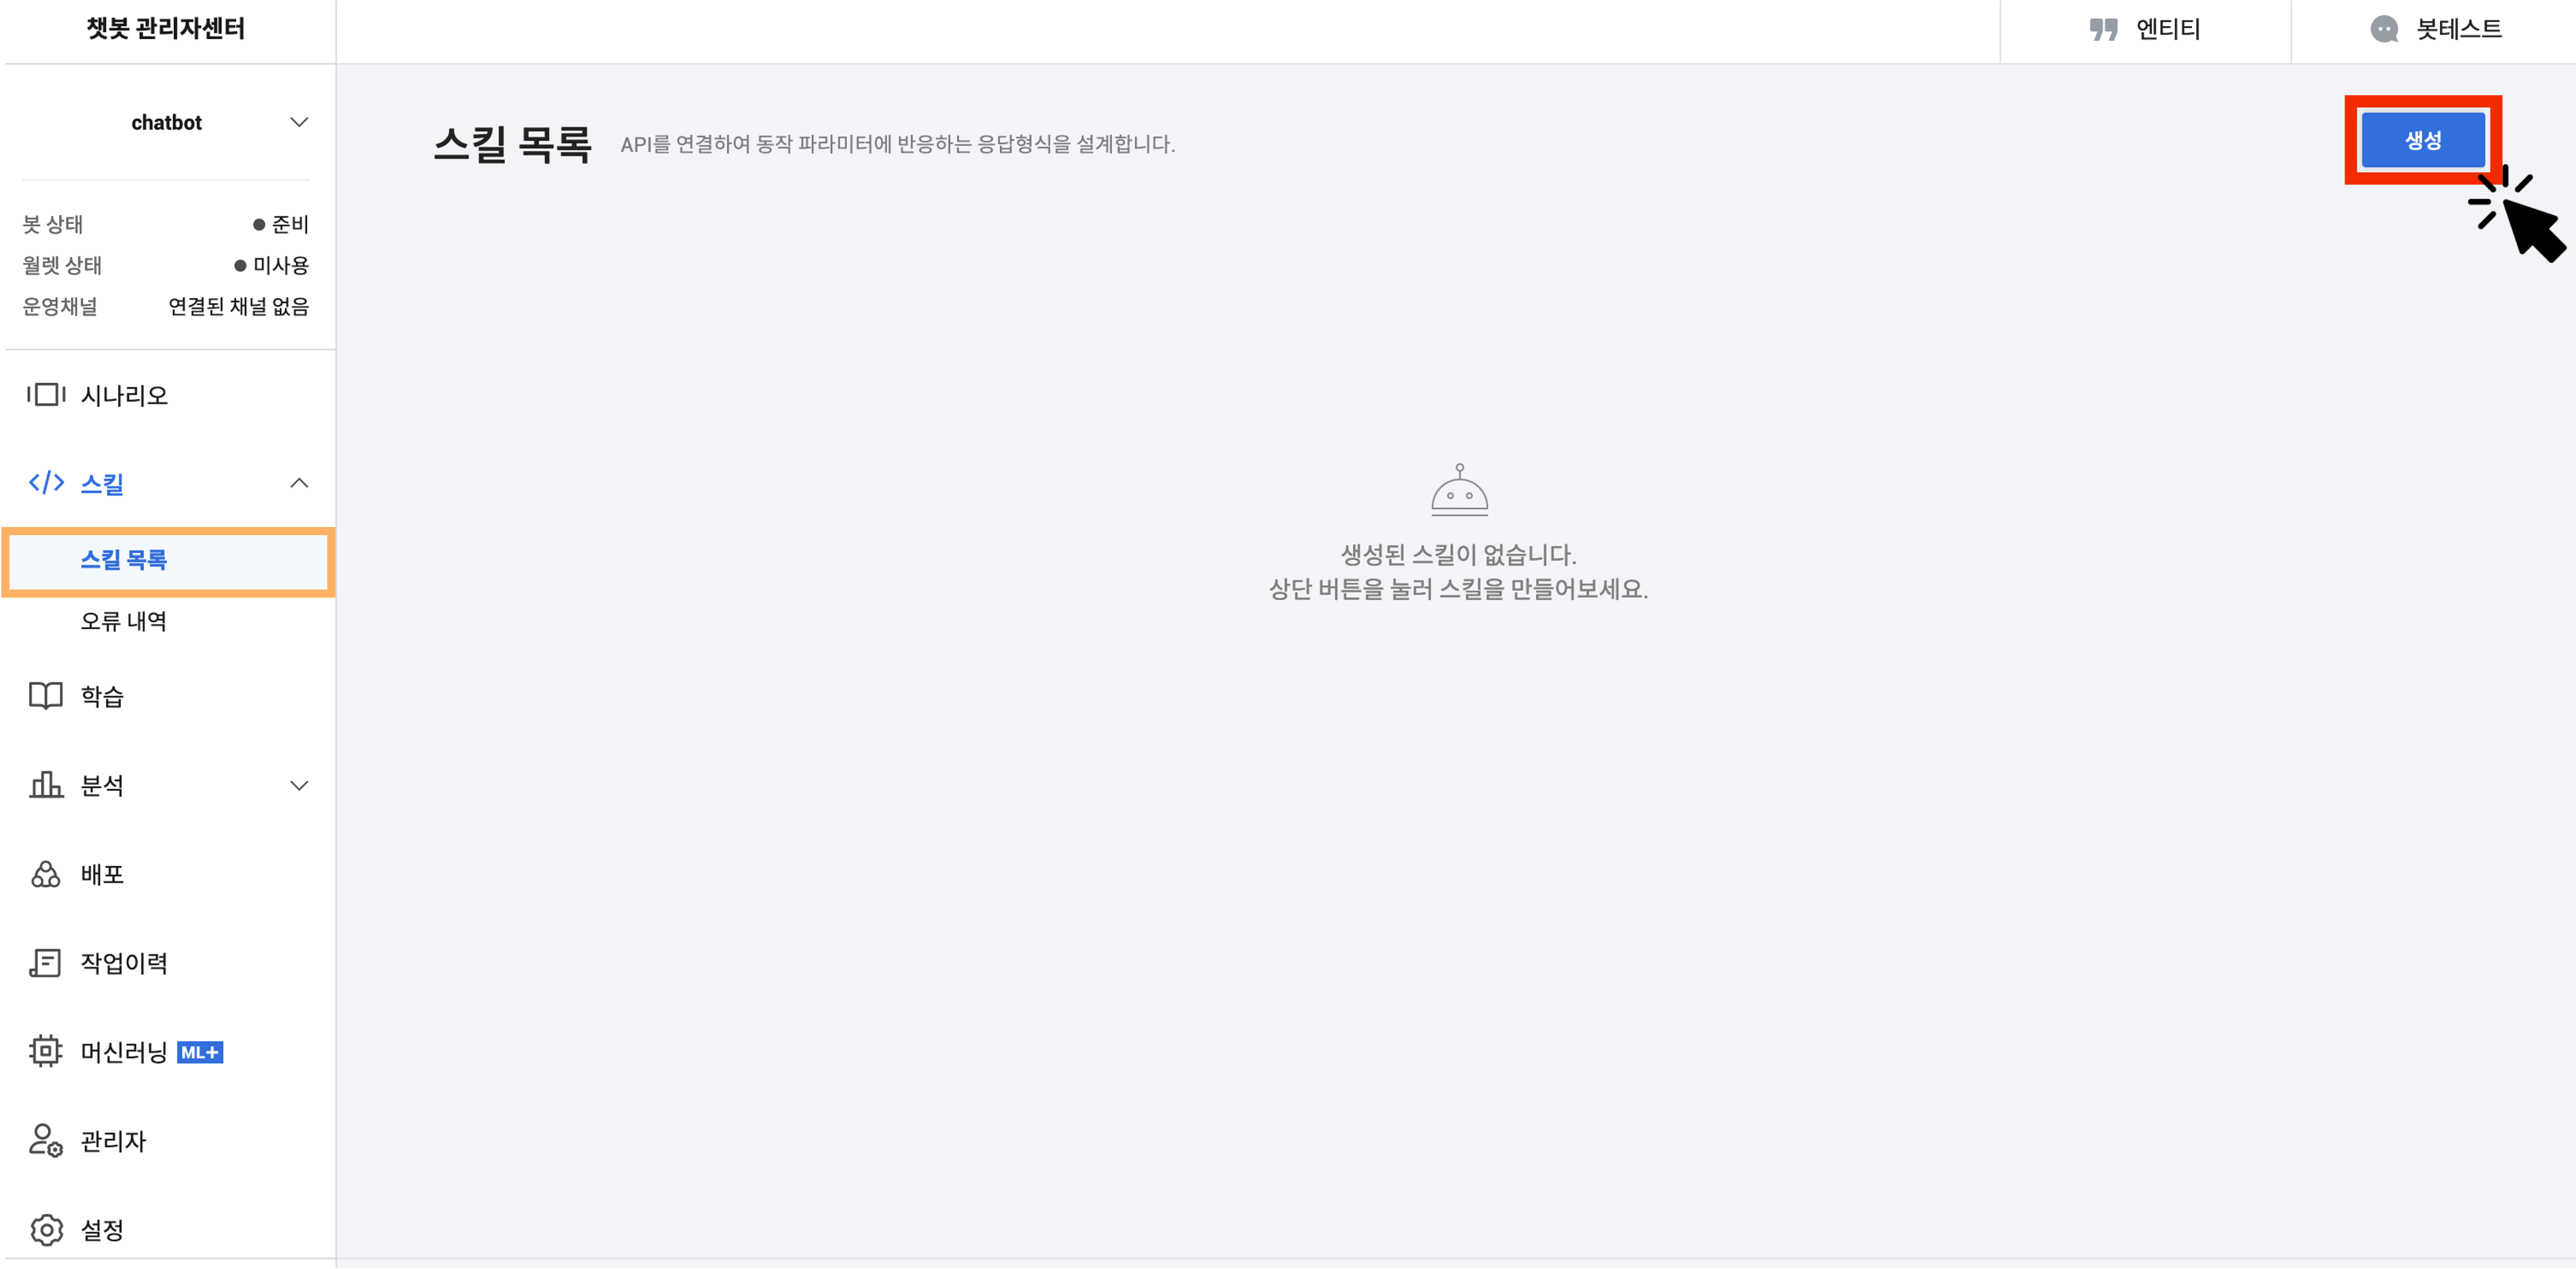 챗봇 관리자센터
엔티티
봇테스트
chatbot
봇 상태 준비
월렛 상태 미사용
운영채널 연결된 채널 없음
시나리오
스킬
스킬 목록
오류 내역
학습
분석
배포
작업이력
머신러닝 ML+
관리자
설정
스킬 목록 API를 연결하여 동작 파라미터에 반응하는 응답형식을 설계합니다.
생성
생성된 스킬이 없습니다.
상단 버튼을 눌러 스킬을 만들어보세요.